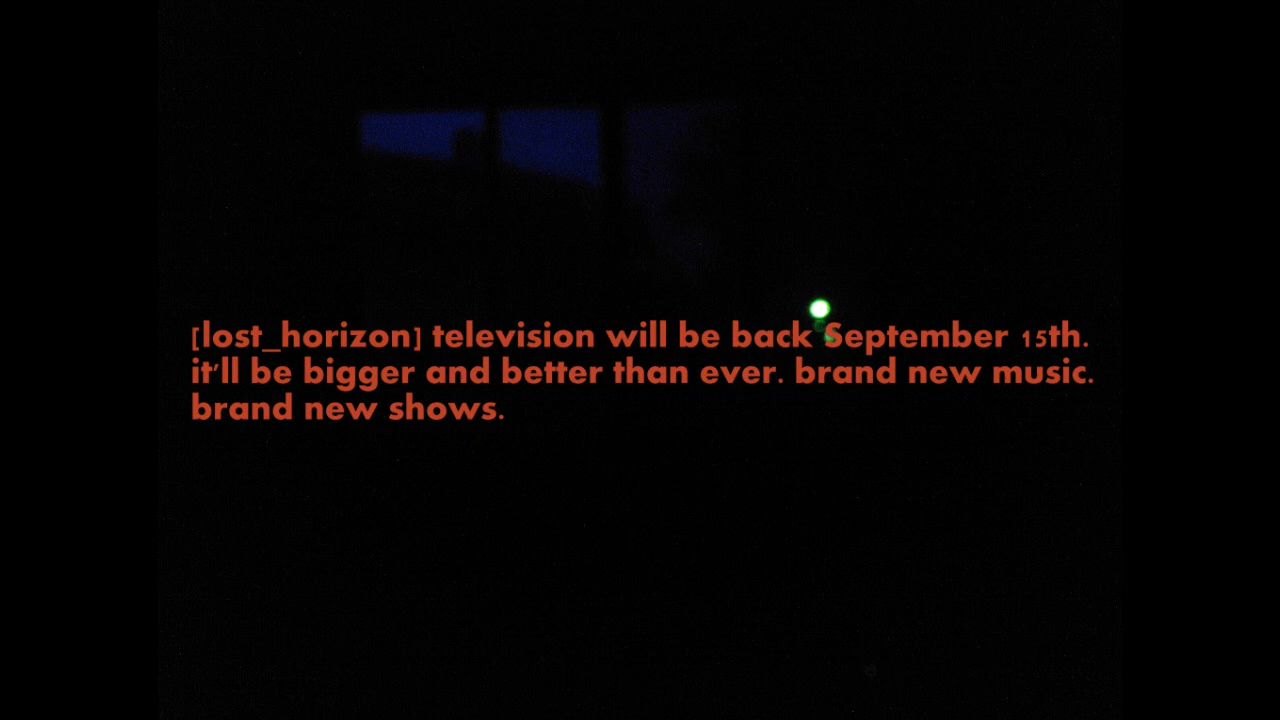 [lost_horizon] television will be back September 15th.
it'll be bigger and better than ever. brand new music.
brand new shows.